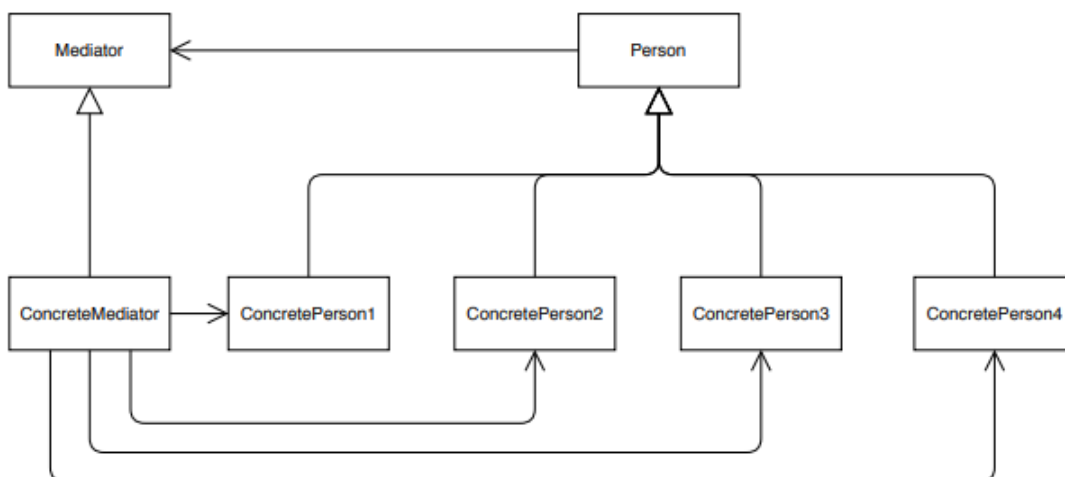 Mediator
Person
ConcreteMediator
ConcretePerson1
ConcretePerson2
ConcretePerson3
ConcretePerson4